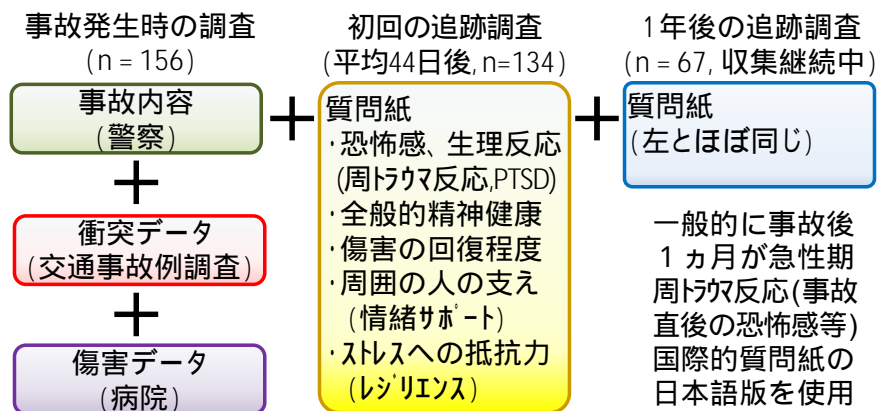 事故発生時の調査
(n = 156)
事故内容
(警察)
＋
衝突データ
(交通事故例調査)
＋
傷害データ
(病院)
＋
初回の追跡調査
(平均44日後, n=134)
質問紙
・恐怖感、生理反応
(周ﾄﾗｳﾏ反応,PTSD)
・全般的精神健康
・傷害の回復程度
・周囲の人の支え
(情緒ｻﾎﾟｰﾄ)
・ｽﾄﾚｽへの抵抗力
(ﾚｼﾞﾘｴﾝｽ)
＋
1年後の追跡調査
(n = 67, 収集継続中)
質問紙
(左とほぼ同じ)
一般的に事故後
１ヵ月が急性期
周ﾄﾗｳﾏ反応(事故
直後の恐怖感等)
国際的質問紙の
日本語版を使用